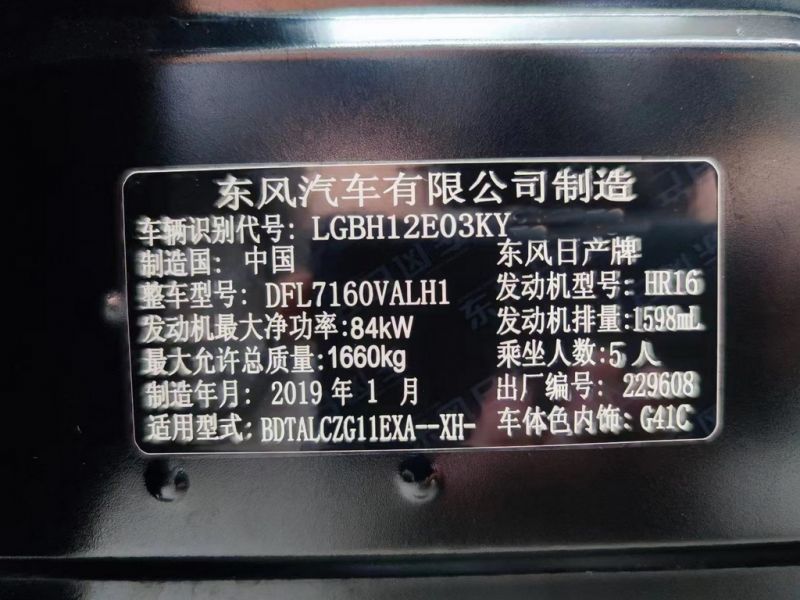 东风汽车有限公司制造
车辆识别代号: LGBH12E03KY
东风日产牌
制造国: 中国
整车型号: DFL7160VALH1 发动机型号: HR16
发动机最大净功率:84kW 发动机排量:1598mL
最大允许总质量:1660kg 乘坐人数:5人
制造年月: 2019 年 1 月 出厂编号: 229608
适用型式: BDTALCZG11EXA--XH- 车体色内饰: G41C